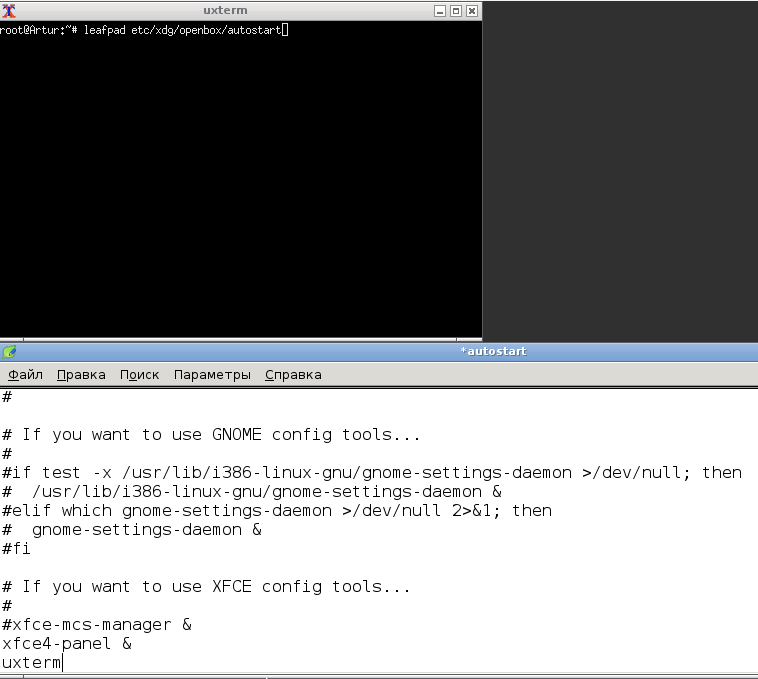 uxterm
root@Artur:~# leafpad etc/xdg/openbox/autostart
*autostart
Файл Правка Поиск Параметры Справка
#
# If you want to use GNOME config tools...
#
#if test -x /usr/lib/i386-linux-gnu/gnome-settings-daemon >/dev/null; then
#  /usr/lib/i386-linux-gnu/gnome-settings-daemon &
#elif which gnome-settings-daemon >/dev/null 2>&1; then
#  gnome-settings-daemon &
#fi
# If you want to use XFCE config tools...
#
#xfce-mcs-manager &
xfce4-panel &
uxterm